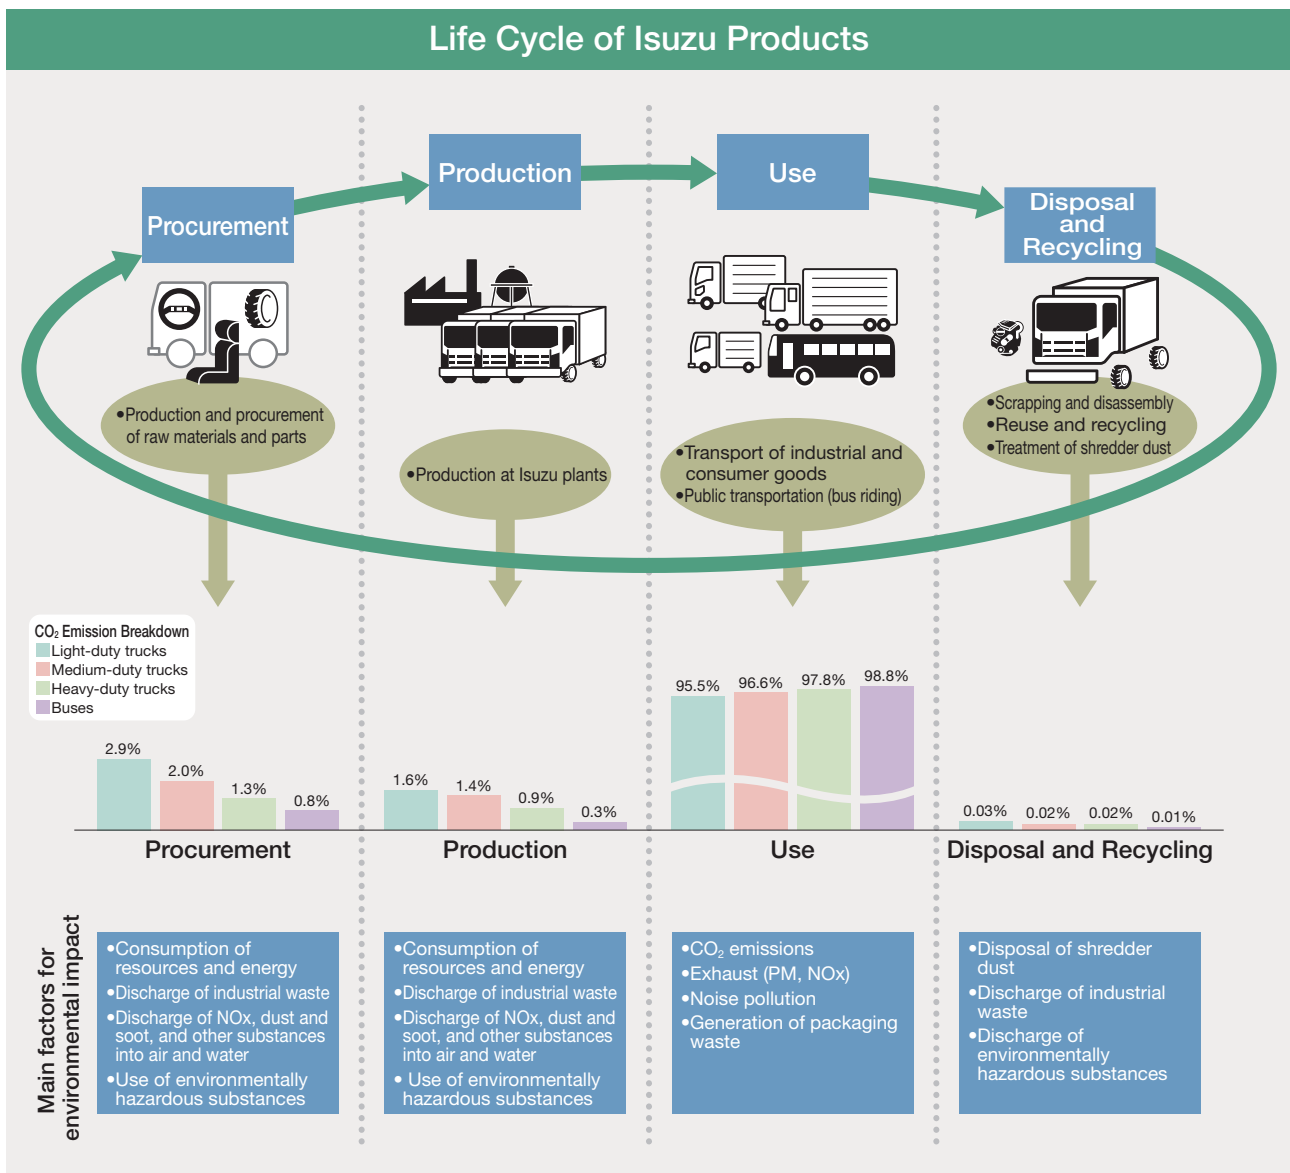 Life Cycle of Isuzu Products
Procurement
Production
Use
Disposal
and
Recycling
•Production and procurement
of raw materials and parts
•Production at Isuzu plants
•Transport of industrial and
consumer goods
•Public transportation (bus riding)
•Scrapping and disassembly
•Reuse and recycling
•Treatment of shredder dust
CO₂ Emission Breakdown
Light-duty trucks
Medium-duty trucks
Heavy-duty trucks
Buses
2.9%
2.0%
1.3%
0.8%
1.6%
1.4%
0.9%
0.3%
95.5%
96.6%
97.8%
98.8%
0.03%
0.02%
0.02%
0.01%
Procurement
Production
Use
Disposal and Recycling
Main factors for
environmental impact
•Consumption of
resources and energy
•Discharge of industrial waste
•Discharge of NOx, dust and
soot, and other substances
into air and water
•Use of environmentally
hazardous substances
•Consumption of
resources and energy
•Discharge of industrial waste
•Discharge of NOx, dust and
soot, and other substances
into air and water
• Use of environmentally
hazardous substances
•CO₂ emissions
•Exhaust (PM, NOx)
•Noise pollution
•Generation of packaging
waste
•Disposal of shredder
dust
•Discharge of industrial
waste
•Discharge of
environmentally
hazardous substances